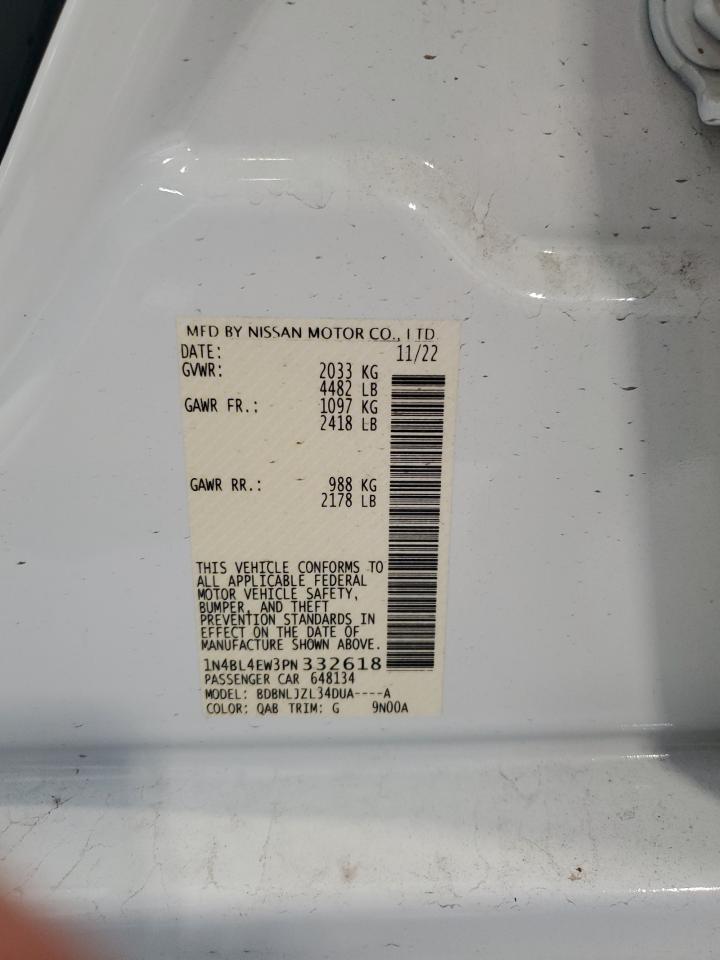 MFD BY NISSAN MOTOR CO., LTD.
DATE: 11/22
GVWR: 2033 KG
4482 LB
GAWR FR.: 1097 KG
2418 LB
GAWR RR.: 988 KG
2178 LB
THIS VEHICLE CONFORMS TO
ALL APPLICABLE FEDERAL
MOTOR VEHICLE SAFETY,
BUMPER, AND THEFT
PREVENTION STANDARDS IN
EFFECT ON THE DATE OF
MANUFACTURE SHOWN ABOVE.
1N4BL4EW3PN332618
PASSENGER CAR 648134
MODEL: BDBNLJZL34DUA----A
COLOR: QAB TRIM: G 9N00A